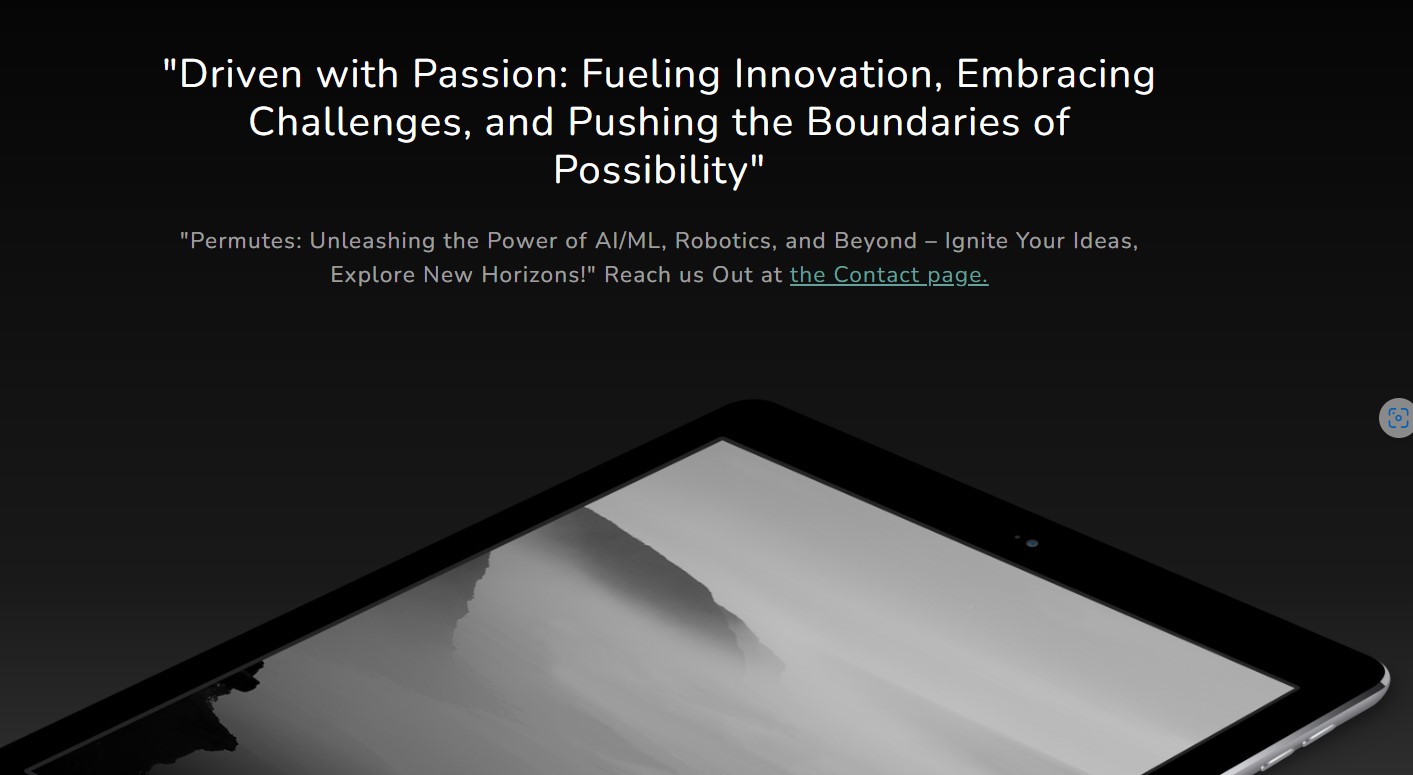 "Driven with Passion: Fueling Innovation, Embracing
Challenges, and Pushing the Boundaries of
Possibility"
"Permutes: Unleashing the Power of AI/ML, Robotics, and Beyond – Ignite Your Ideas,
Explore New Horizons!" Reach us Out at the Contact page.